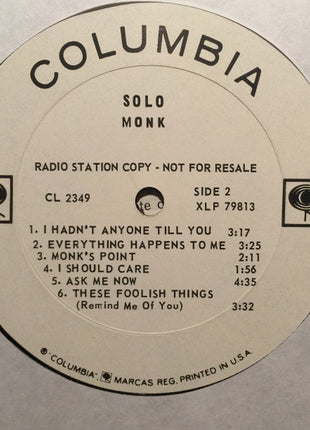 COLUMBIA
SOLO
MONK
RADIO STATION COPY - NOT FOR RESALE
CL 2349
SIDE 2
XLP 79813
1. I HADN'T ANYONE TILL YOU 3:17
2. EVERYTHING HAPPENS TO ME 3:25
3. MONK'S POINT 2:11
4. I SHOULD CARE 1:56
5. ASK ME NOW 4:35
6. THESE FOOLISH THINGS
(Remind Me Of You) 3:32
® "COLUMBIA", MARCAS REG. PRINTED IN U.S.A.